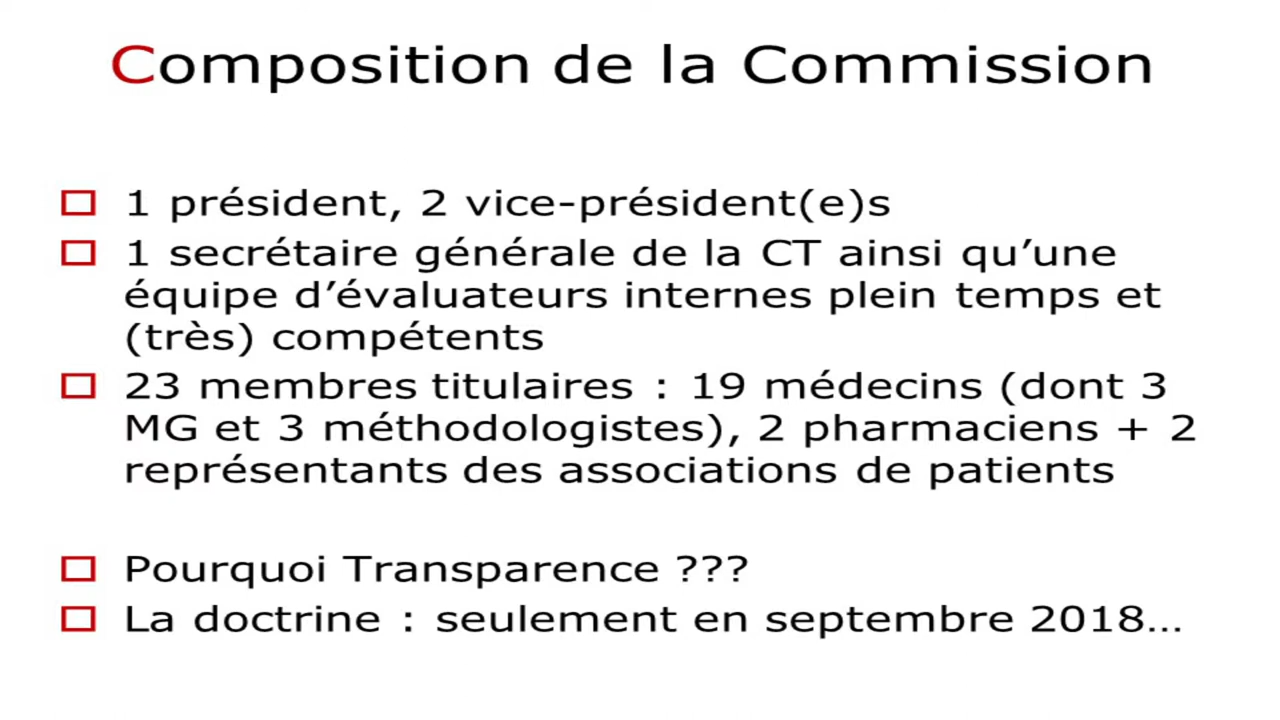 Composition de la Commission
1 président, 2 vice-président(e)s
1 secrétaire générale de la CT ainsi qu’une
équipe d’évaluateurs internes plein temps et
(très) compétents
23 membres titulaires : 19 médecins (dont 3
MG et 3 méthodologistes), 2 pharmaciens + 2
représentants des associations de patients
Pourquoi Transparence ???
La doctrine : seulement en septembre 2018…